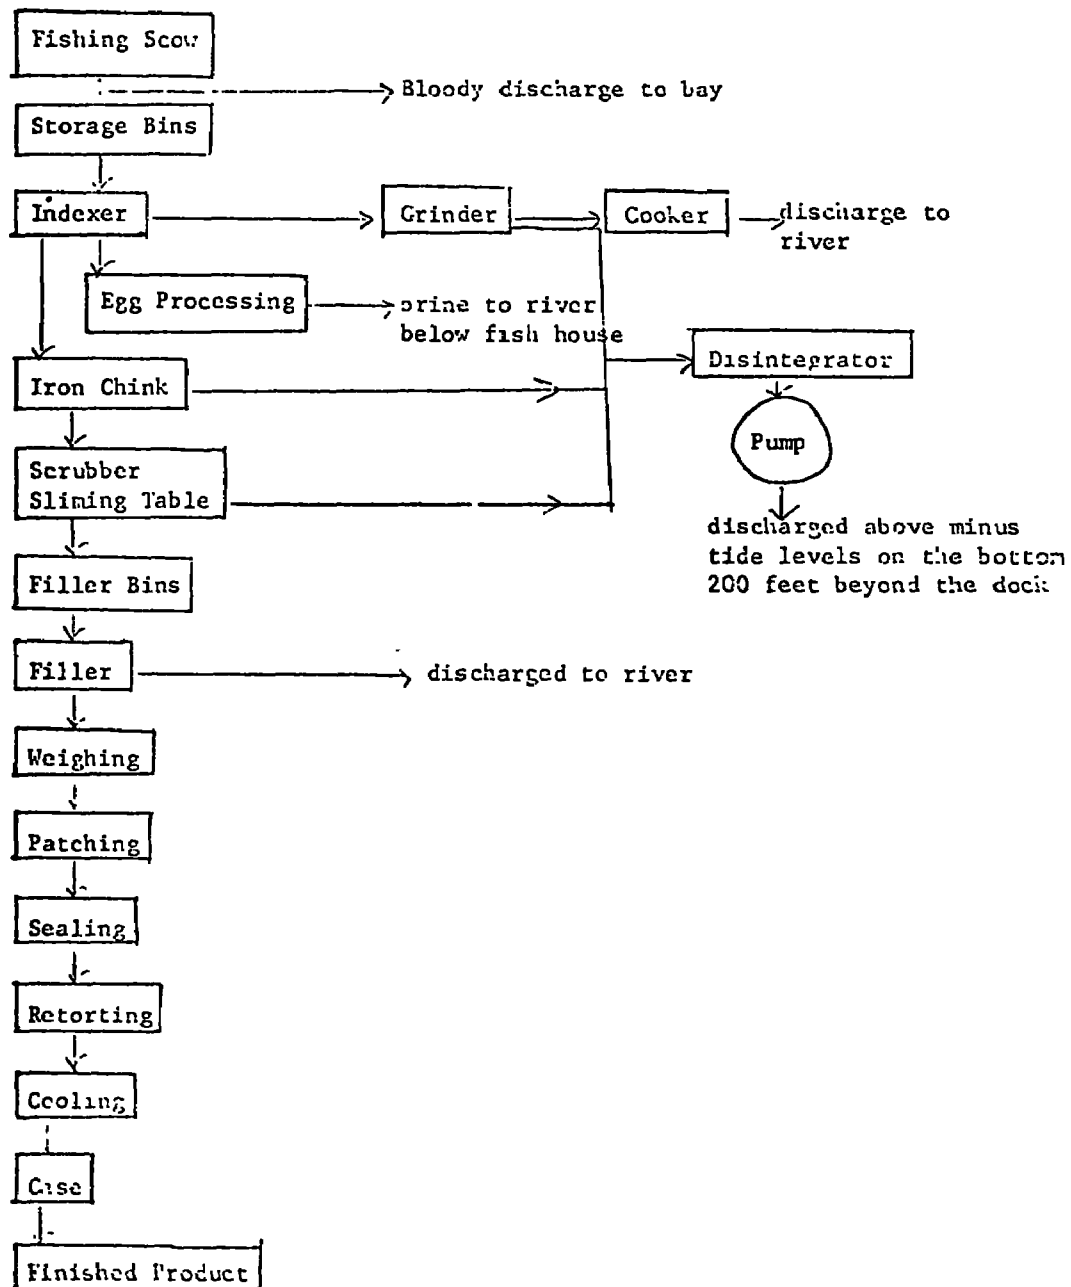 Fishing Scow
Bloody discharge to bay
Storage Bins
Indexer
Grinder
Cooker
discharge to
river
Egg Processing
brine to river
below fish house
Disintegrator
Iron Chink
Pump
Scrubber
Sliming Table
discharged above minus
tide levels on the bottom
200 feet beyond the dock
Filler Bins
Filler
discharged to river
Weighing
Patching
Sealing
Retorting
Cooling
Case
Finished Product